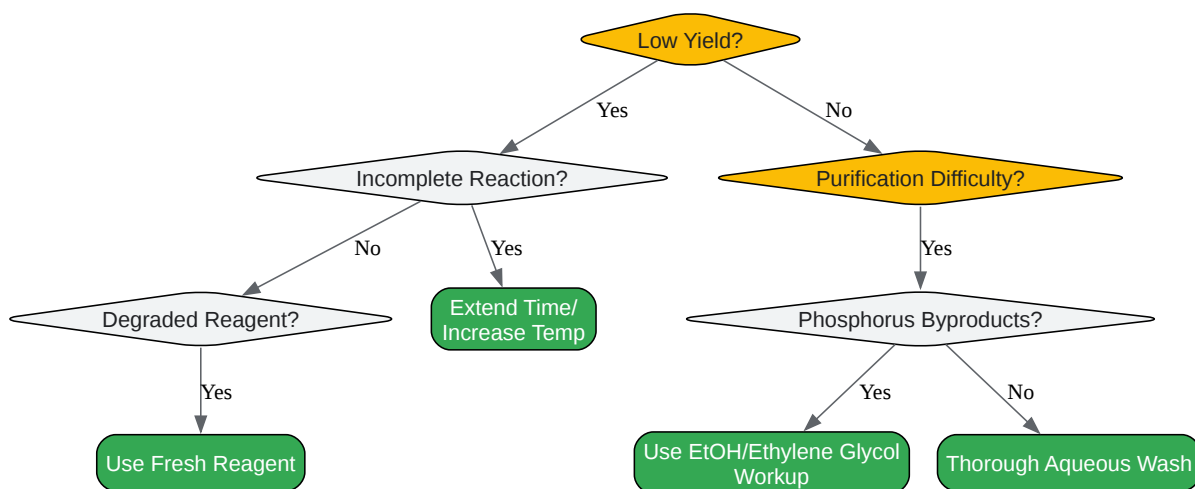 Low Yield?
Yes
No
Incomplete Reaction?
Purification Difficulty?
No
Yes
Yes
Degraded Reagent?
Extend Time/
Increase Temp
Phosphorus Byproducts?
Yes
Yes
No
Use Fresh Reagent
Use EtOH/Ethylene Glycol
Workup
Thorough Aqueous Wash